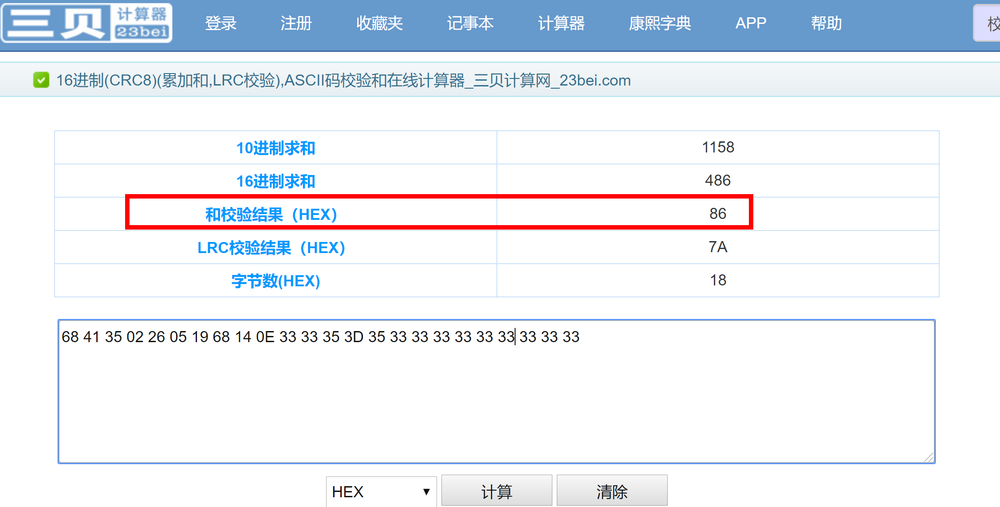 三贝 计算器 23bei
登录 注册 收藏夹 记事本 计算器 康熙字典 APP 帮助 校
16进制(CRC8)(累加和,LRC校验),ASCII码校验和在线计算器_三贝计算网_23bei.com
10进制求和 1158
16进制求和 486
和校验结果（HEX） 86
LRC校验结果（HEX） 7A
字节数(HEX) 18
68 41 35 02 26 05 19 68 14 0E 33 33 35 3D 35 33 33 33 33 33 33 33 33 33
HEX ▼ 计算 清除